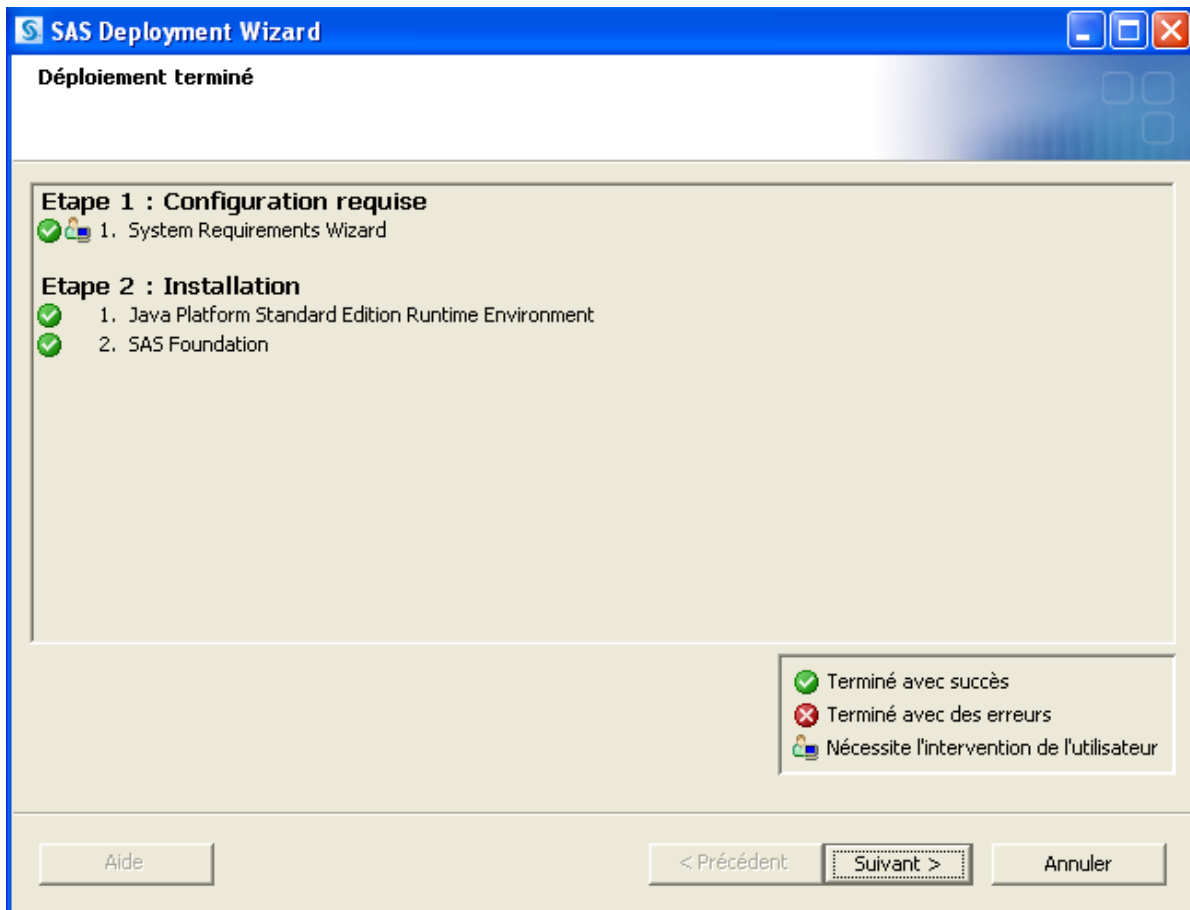 SAS Deployment Wizard
Déploiement terminé
Etape 1 : Configuration requise
1. System Requirements Wizard
Etape 2 : Installation
1. Java Platform Standard Edition Runtime Environment
2. SAS Foundation
Terminé avec succès
Terminé avec des erreurs
Nécessite l'intervention de l'utilisateur
Aide
< Précédent
Suivant >
Annuler